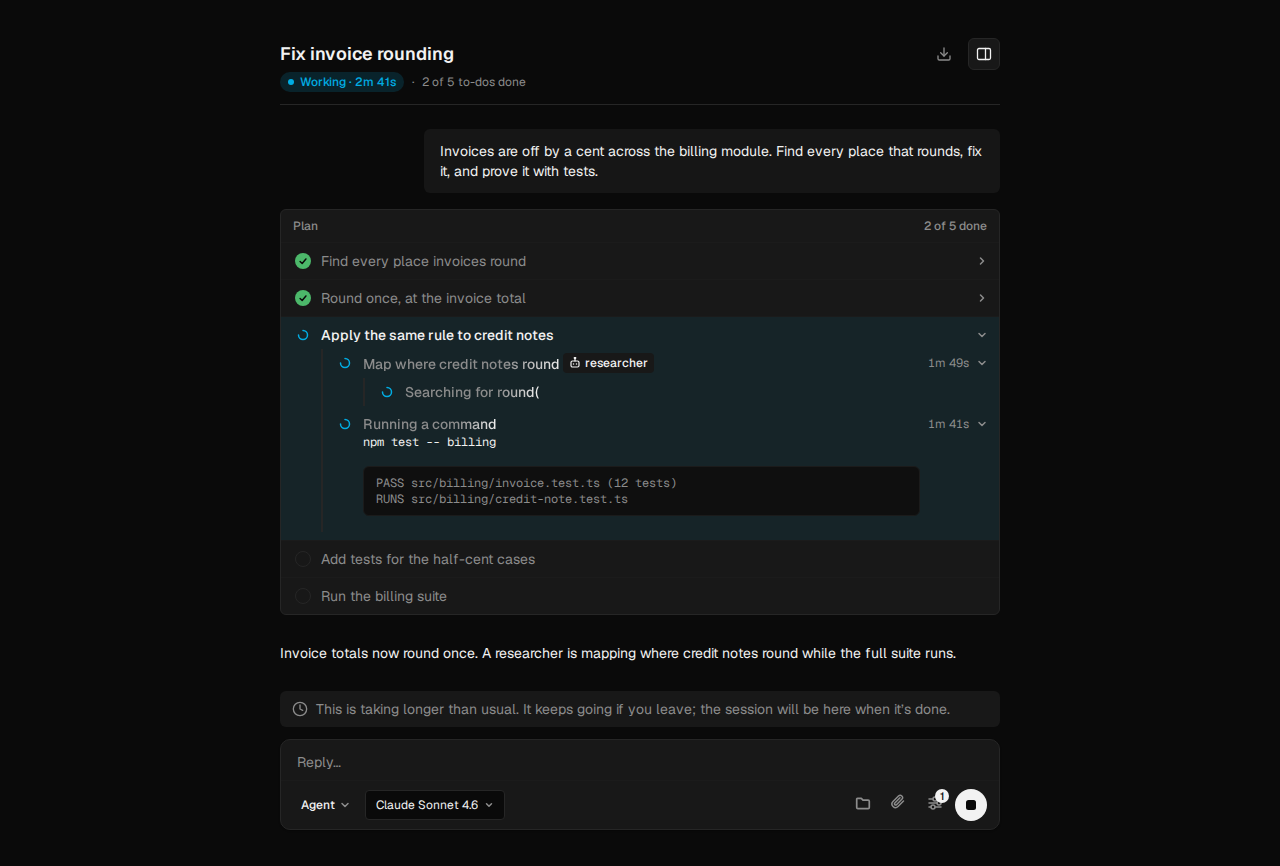 Fix invoice rounding
Working · 2m 41s · 2 of 5 to-dos done
Invoices are off by a cent across the billing module. Find every place that rounds, fix
it, and prove it with tests.
Plan 2 of 5 done
Find every place invoices round
Round once, at the invoice total
Apply the same rule to credit notes
Map where credit notes round researcher 1m 49s
Searching for round(
Running a command 1m 41s
npm test -- billing
PASS src/billing/invoice.test.ts (12 tests)
RUNS src/billing/credit-note.test.ts
Add tests for the half-cent cases
Run the billing suite
Invoice totals now round once. A researcher is mapping where credit notes round while the full suite runs.
This is taking longer than usual. It keeps going if you leave; the session will be here when it's done.
Reply…
Agent Claude Sonnet 4.6 1